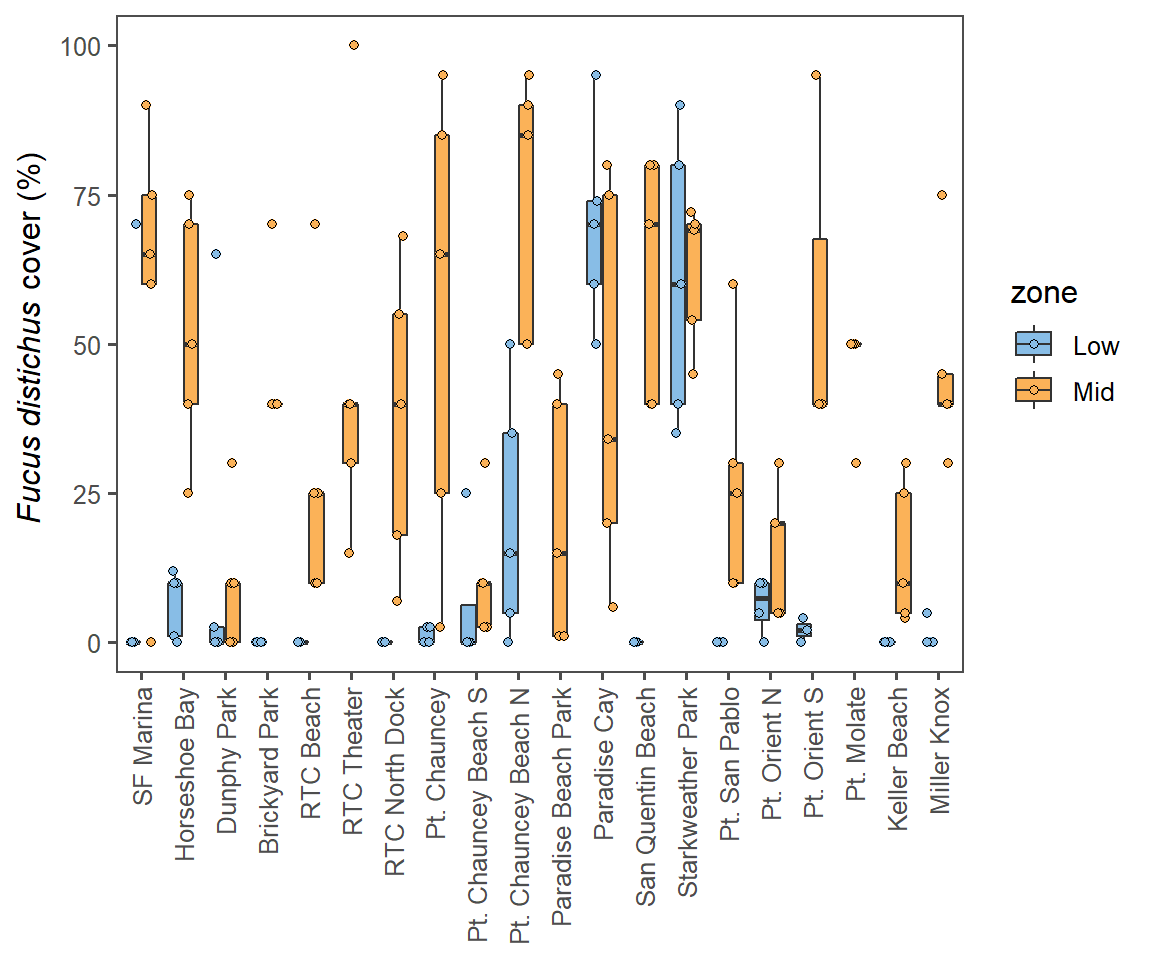 Fucus distichus cover (%)
100
75
50
25
0
SF Marina
Horseshoe Bay
Dunphy Park
Brickyard Park
RTC Beach
RTC Theater
RTC North Dock
Pt. Chauncey
Pt. Chauncey Beach S
Pt. Chauncey Beach N
Paradise Beach Park
Paradise Cay
San Quentin Beach
Starkweather Park
Pt. San Pablo
Pt. Orient N
Pt. Orient S
Pt. Molate
Keller Beach
Miller Knox
zone
Low
Mid